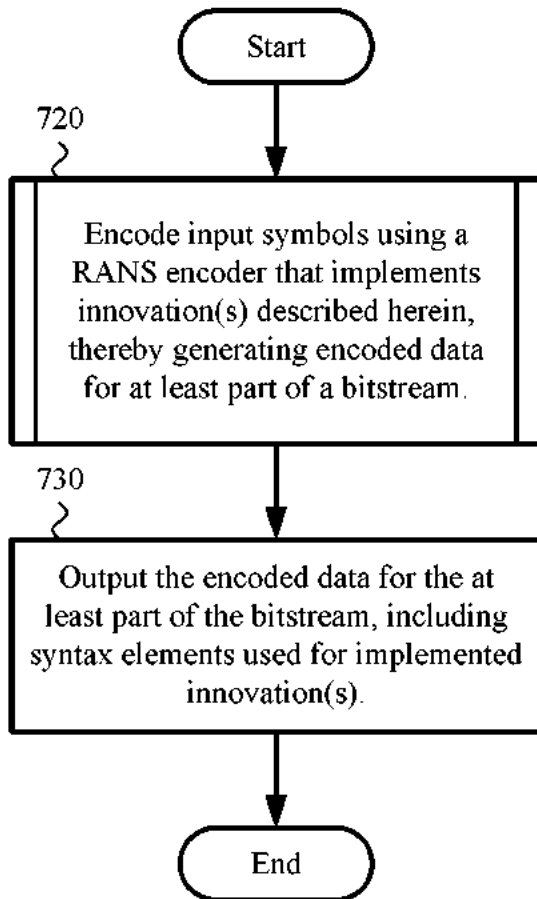 Start
720
Encode input symbols using a
RANS encoder that implements
innovation(s) described herein,
thereby generating encoded data
for at least part of a bitstream.
730
Output the encoded data for the at
least part of the bitstream, including
syntax elements used for implemented
innovation(s).
End